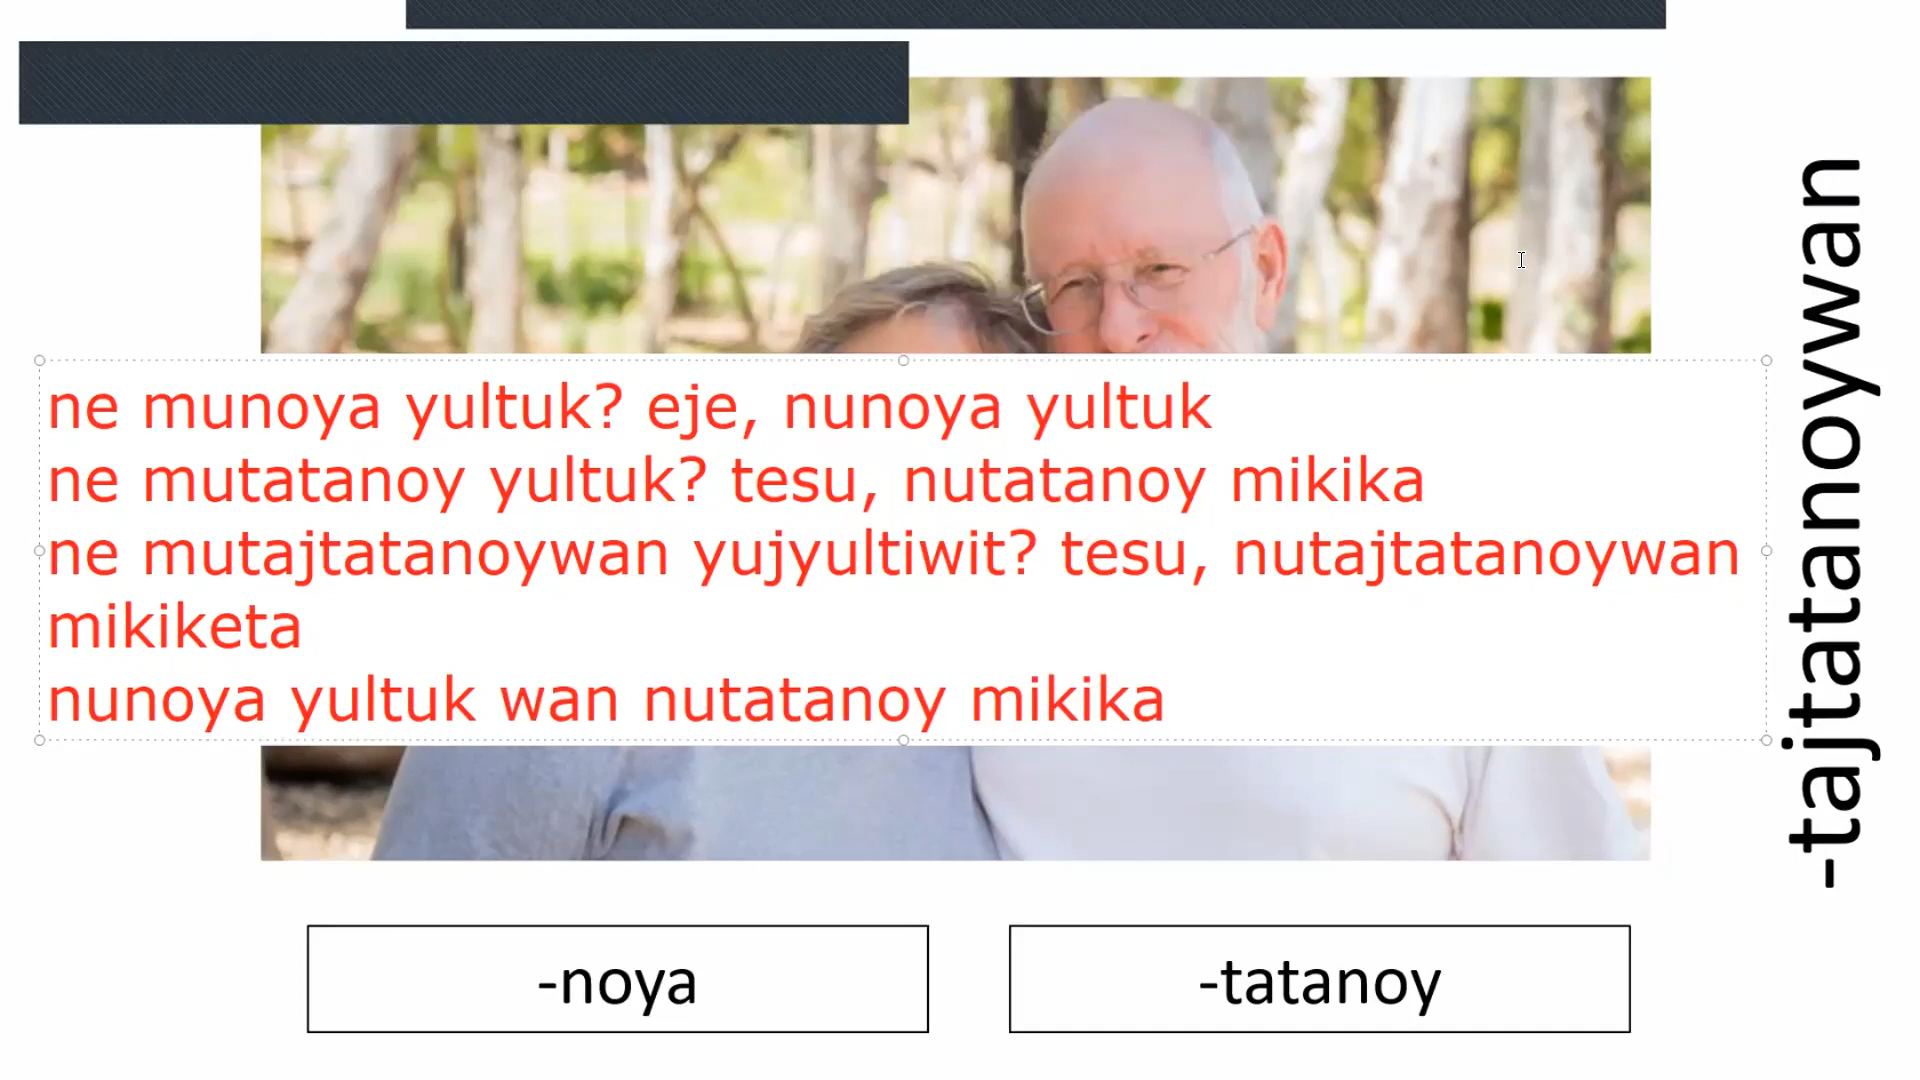 ne munoya yultuk? eje, nunoya yultuk
ne mutatanoy yultuk? tesu, nutatanoy mikika
ne mutajtatanoywan yujyultiwit? tesu, nutajtatanoywan
mikiketa
nunoya yultuk wan nutatanoy mikika
-tajtatanoywan
-noya
-tatanoy